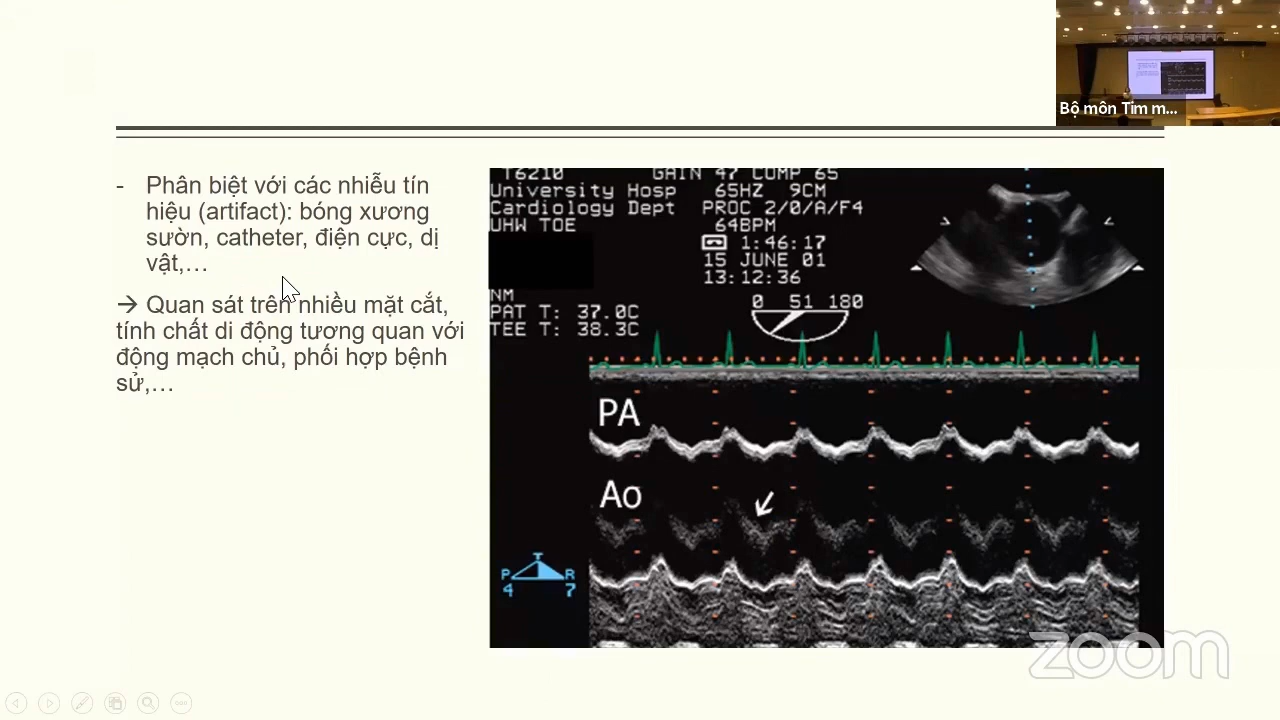 Bộ môn Tim m...
- Phân biệt với các nhiễu tín
hiệu (artifact): bóng xương
sườn, catheter, điện cực, dị
vật,…
→ Quan sát trên nhiều mặt cắt,
tính chất di động tương quan với
động mạch chủ, phối hợp bệnh
sử,…
T6210 GAIN 47 COMP 65
University Hosp 65HZ 9CM
Cardiology Dept PROC 2/0/A/F4
UHW TOE 64BPM
1:46:17
15 JUNE 01
13:12:36
NM
0 51 180
PAT T: 37.0C
TEE T: 38.3C
PA
Ao
T
P R
4 7
zoom